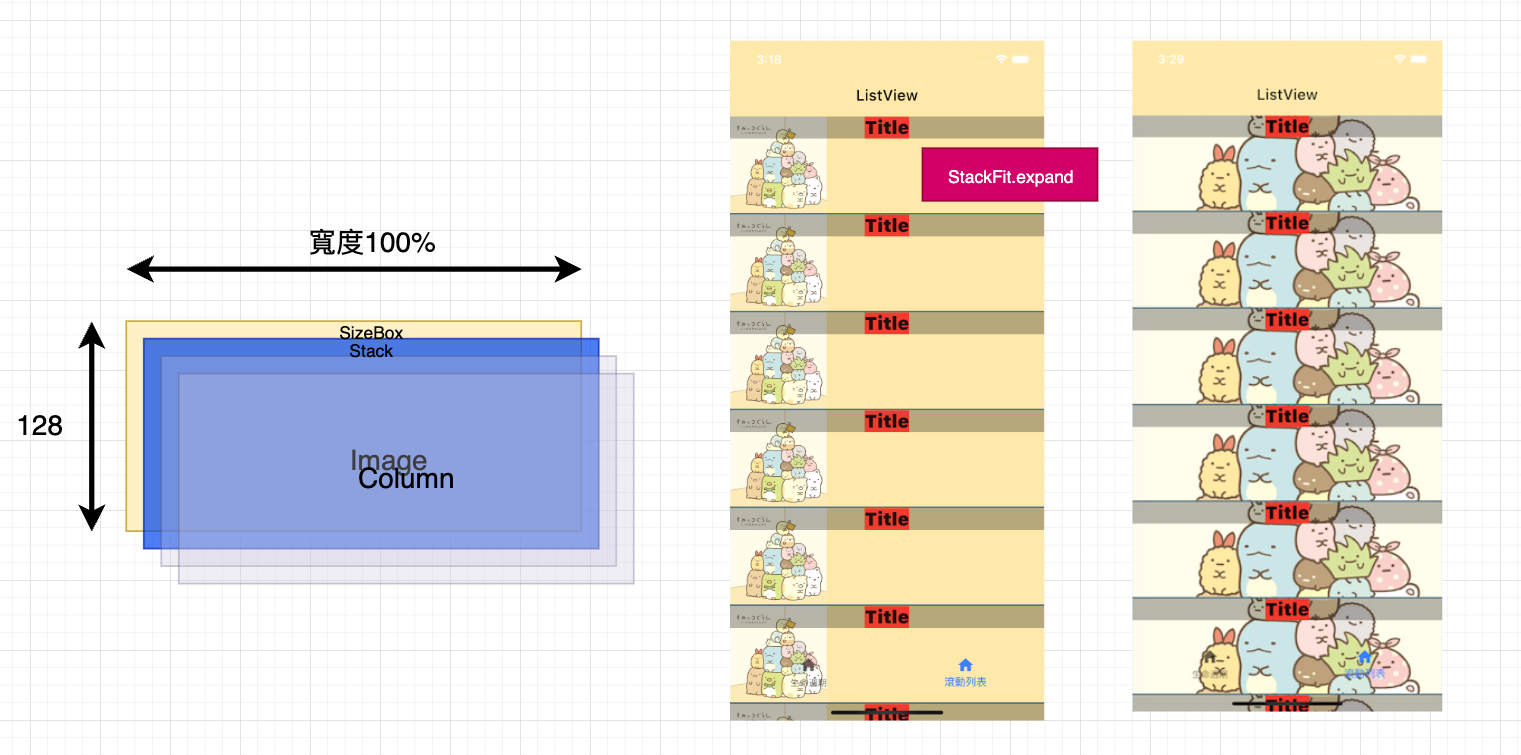 寬度100%
SizeBox
Stack
128
Image
Column
3:18
ListView
Title
StackFit.expand
Title
Title
Title
Title
Title
生命週期
滾動列表
Title
3:29
ListView
Title
Title
Title
Title
Title
Title
生命週期
滾動列表
Title